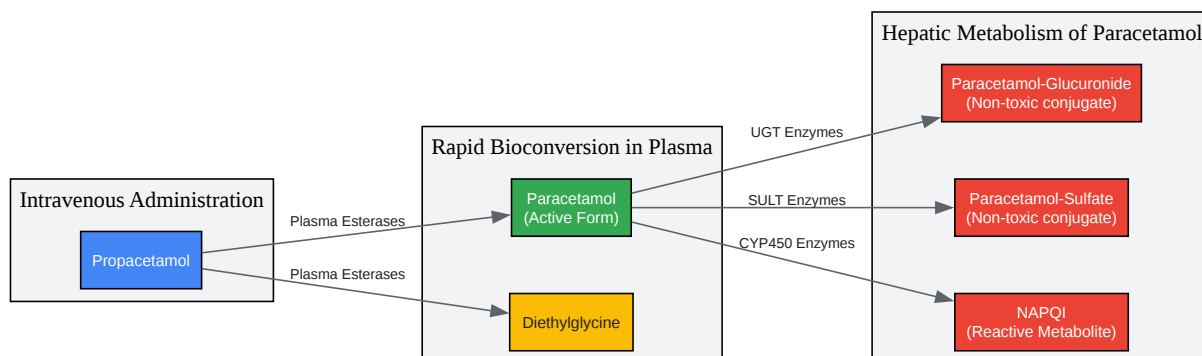 Intravenous Administration
Propacetamol
Plasma Esterases
Plasma Esterases
Rapid Bioconversion in Plasma
Paracetamol
(Active Form)
Diethylglycine
UGT Enzymes
SULT Enzymes
CYP450 Enzymes
Hepatic Metabolism of Paracetamol
Paracetamol-Glucuronide
(Non-toxic conjugate)
Paracetamol-Sulfate
(Non-toxic conjugate)
NAPQI
(Reactive Metabolite)